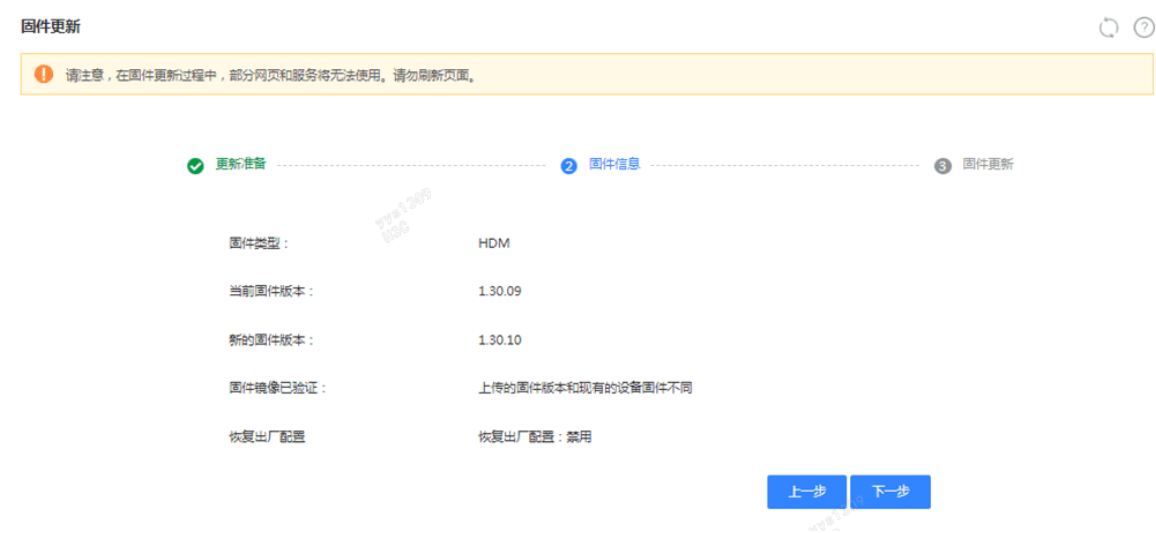 固件更新
请注意，在固件更新过程中，部分网页和服务将无法使用。请勿刷新页面。
更新准备 2 固件信息 3 固件更新
固件类型： HDM
当前固件版本： 1.30.09
新的固件版本： 1.30.10
固件镜像已验证： 上传的固件版本和现有的设备固件不同
恢复出厂配置 恢复出厂配置：禁用
上一步 下一步
yys1309
H3C